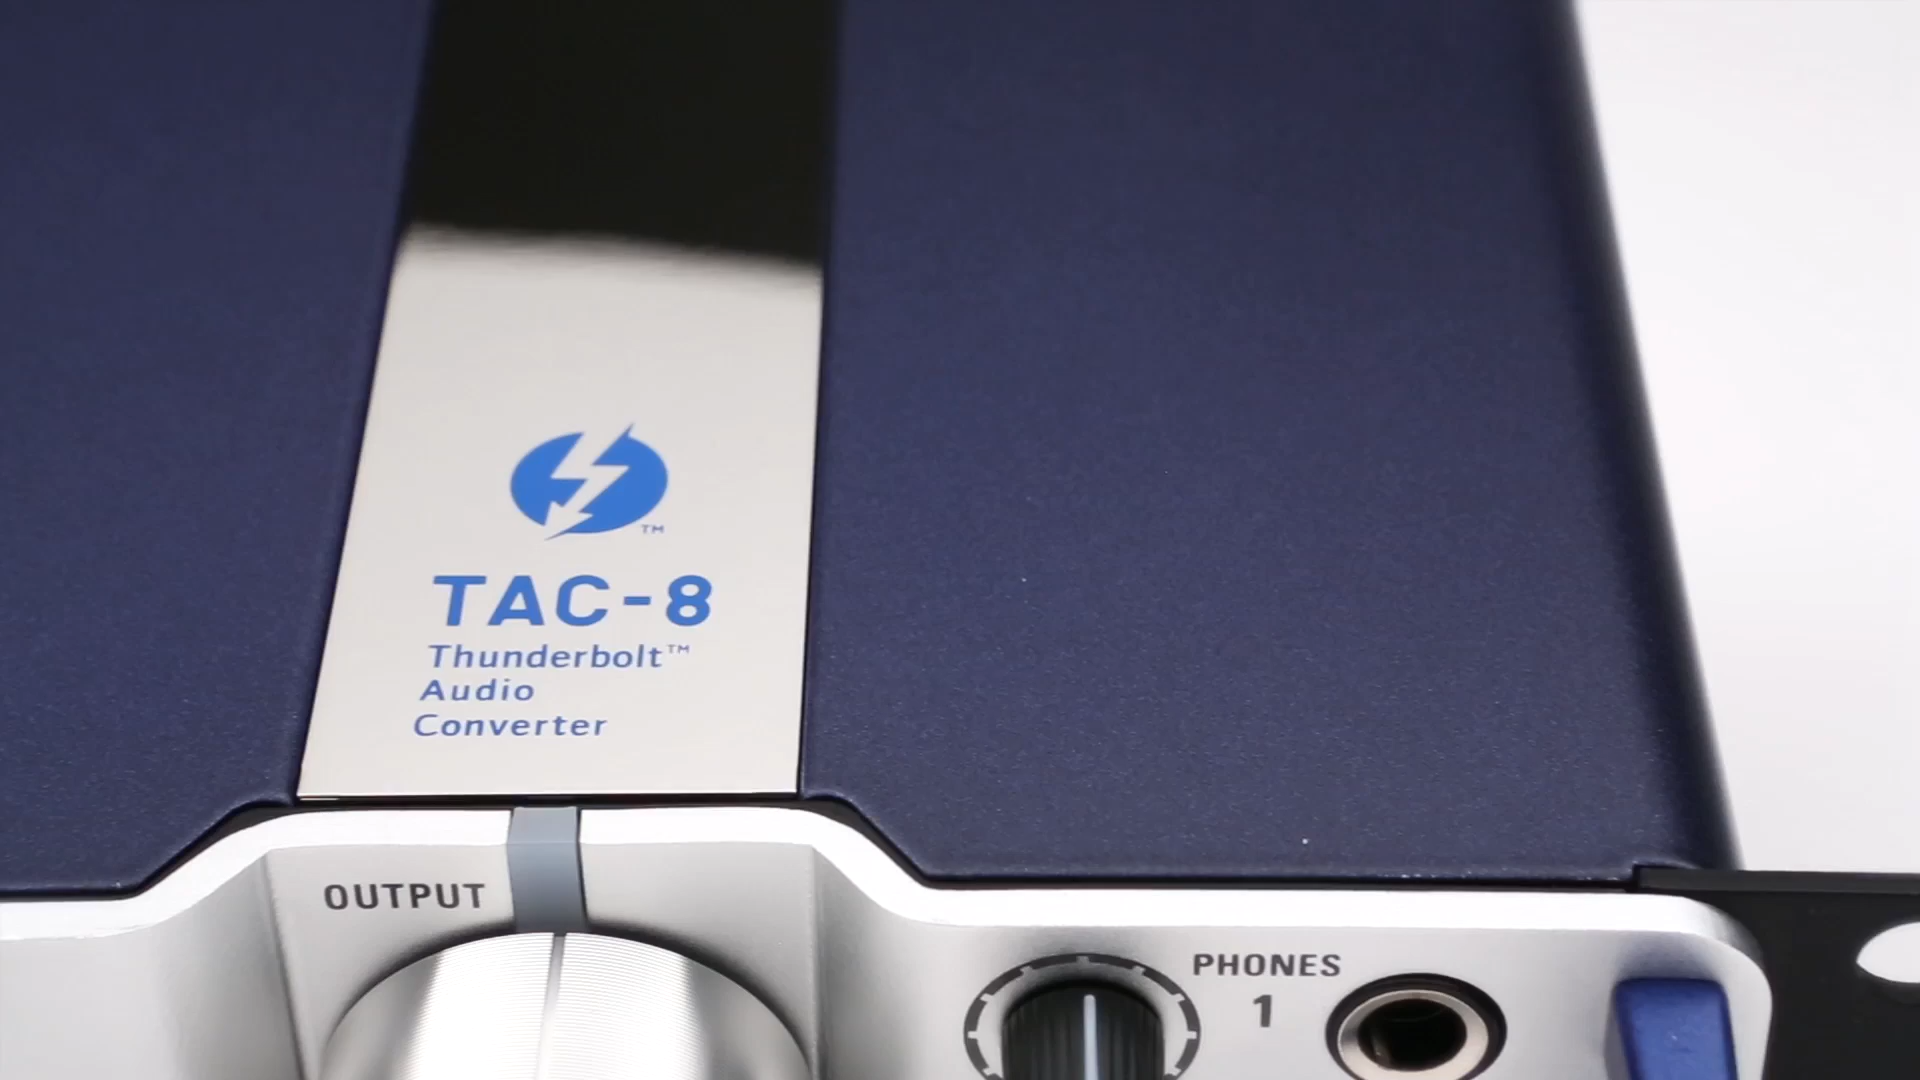 TM
TAC-8
Thunderbolt™
Audio
Converter
OUTPUT
PHONES
1